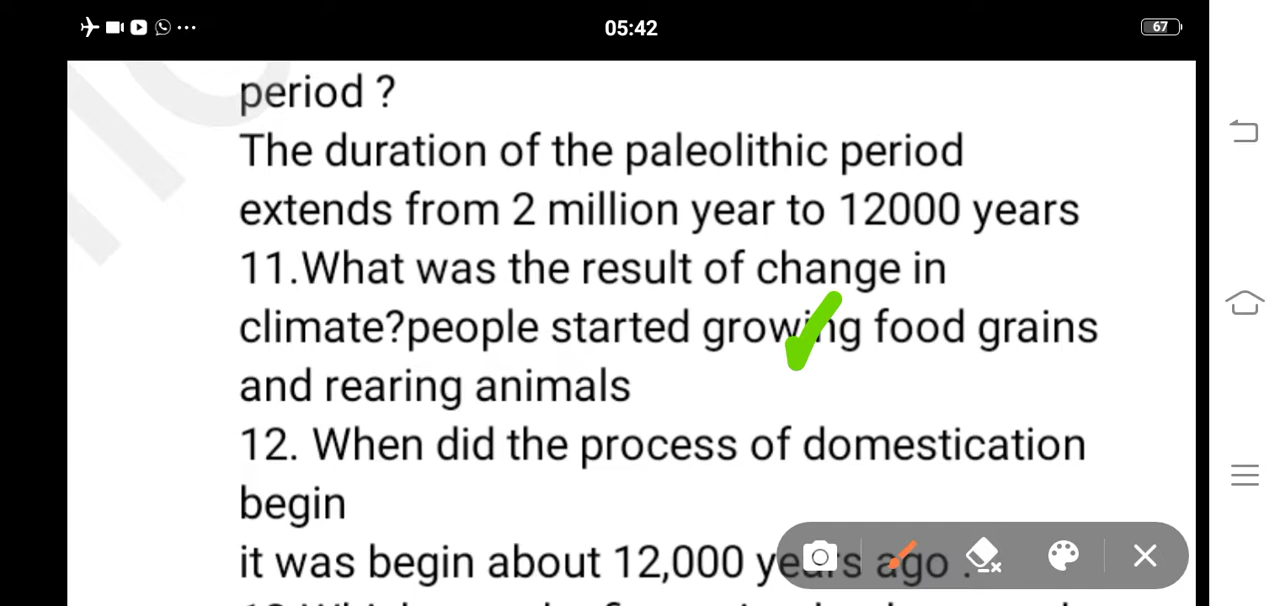 05:42
67
period ?
The duration of the paleolithic period
extends from 2 million year to 12000 years
11.What was the result of change in
climate?people started growing food grains
and rearing animals
12. When did the process of domestication
begin
it was begin about 12,000 years ago .